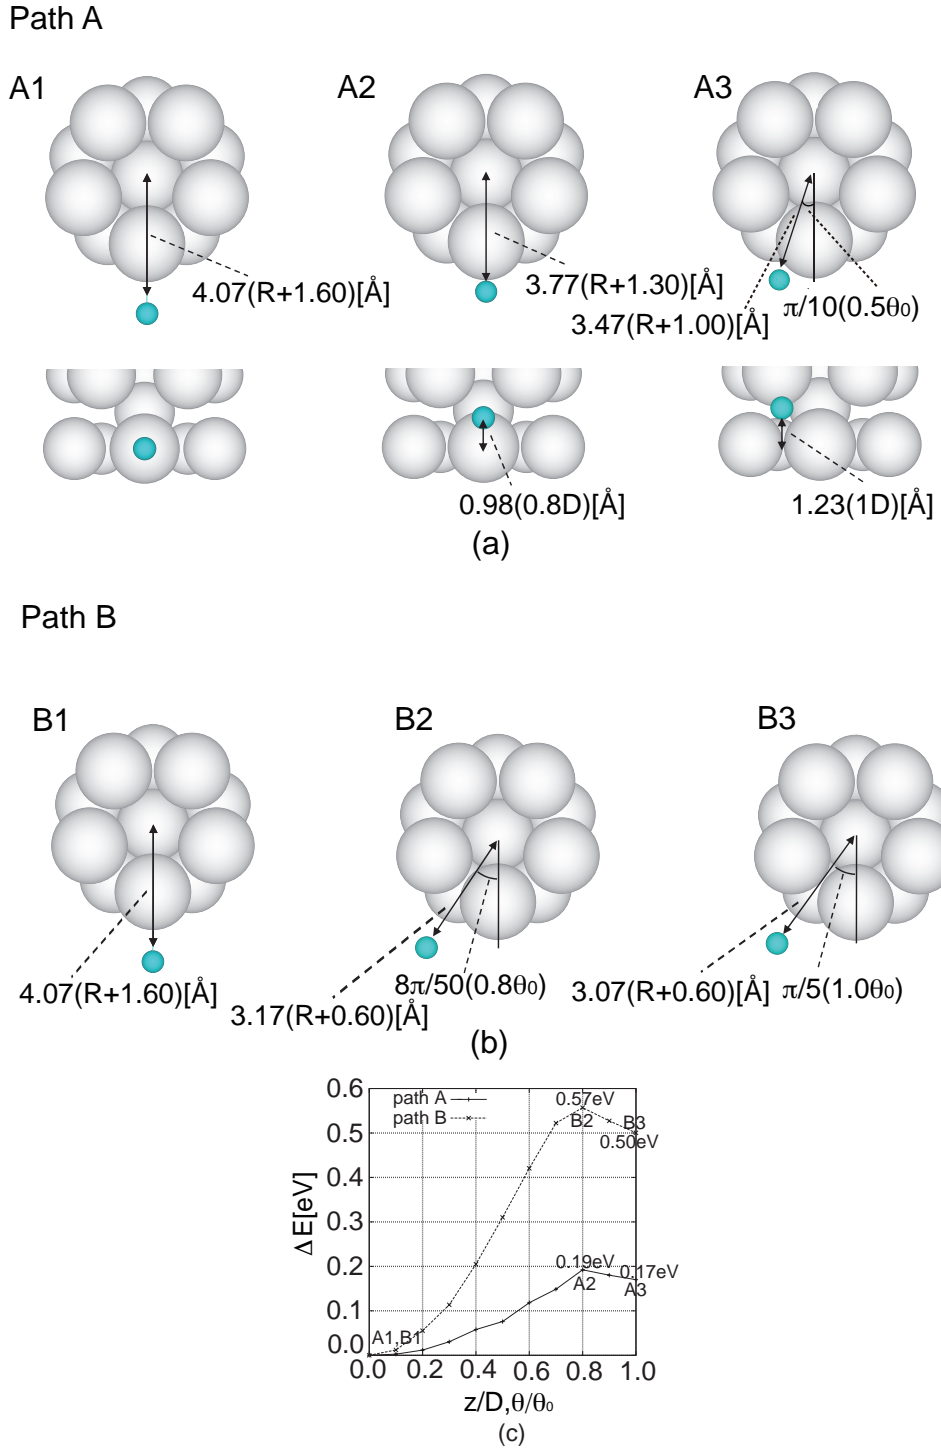 Path A
A1
A2
A3
4.07(R+1.60)[Å]
3.77(R+1.30)[Å]
3.47(R+1.00)[Å]
π/10(0.5θ₀)
0.98(0.8D)[Å]
1.23(1D)[Å]
(a)
Path B
B1
B2
B3
4.07(R+1.60)[Å]
3.17(R+0.60)[Å]
8π/50(0.8θ₀)
3.07(R+0.60)[Å]
π/5(1.0θ₀)
(b)
path A
path B
0.57eV
B2
B3
0.50eV
0.19eV
A2
0.17eV
A3
A1,B1
ΔE[eV]
0.6
0.5
0.4
0.3
0.2
0.1
0.0
0.0 0.2 0.4 0.6 0.8 1.0
z/D,θ/θ₀
(c)